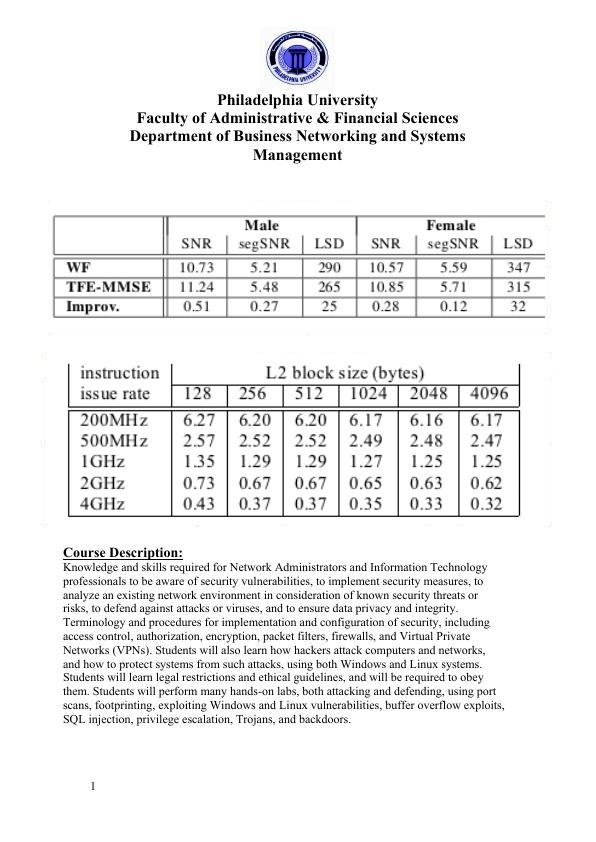 PHILADELPHIA UNIVERSITY
Philadelphia University
Faculty of Administrative & Financial Sciences
Department of Business Networking and Systems
Management
Male Female
SNR segSNR LSD SNR segSNR LSD
WF 10.73 5.21 290 10.57 5.59 347
TFE-MMSE 11.24 5.48 265 10.85 5.71 315
Improv. 0.51 0.27 25 0.28 0.12 32
instruction L2 block size (bytes)
issue rate 128 256 512 1024 2048 4096
200MHz 6.27 6.20 6.20 6.17 6.16 6.17
500MHz 2.57 2.52 2.52 2.49 2.48 2.47
1GHz 1.35 1.29 1.29 1.27 1.25 1.25
2GHz 0.73 0.67 0.67 0.65 0.63 0.62
4GHz 0.43 0.37 0.37 0.35 0.33 0.32
Course Description:
Knowledge and skills required for Network Administrators and Information Technology
professionals to be aware of security vulnerabilities, to implement security measures, to
analyze an existing network environment in consideration of known security threats or
risks, to defend against attacks or viruses, and to ensure data privacy and integrity.
Terminology and procedures for implementation and configuration of security, including
access control, authorization, encryption, packet filters, firewalls, and Virtual Private
Networks (VPNs). Students will also learn how hackers attack computers and networks,
and how to protect systems from such attacks, using both Windows and Linux systems.
Students will learn legal restrictions and ethical guidelines, and will be required to obey
them. Students will perform many hands-on labs, both attacking and defending, using port
scans, footprinting, exploiting Windows and Linux vulnerabilities, buffer overflow exploits,
SQL injection, privilege escalation, Trojans, and backdoors.
1